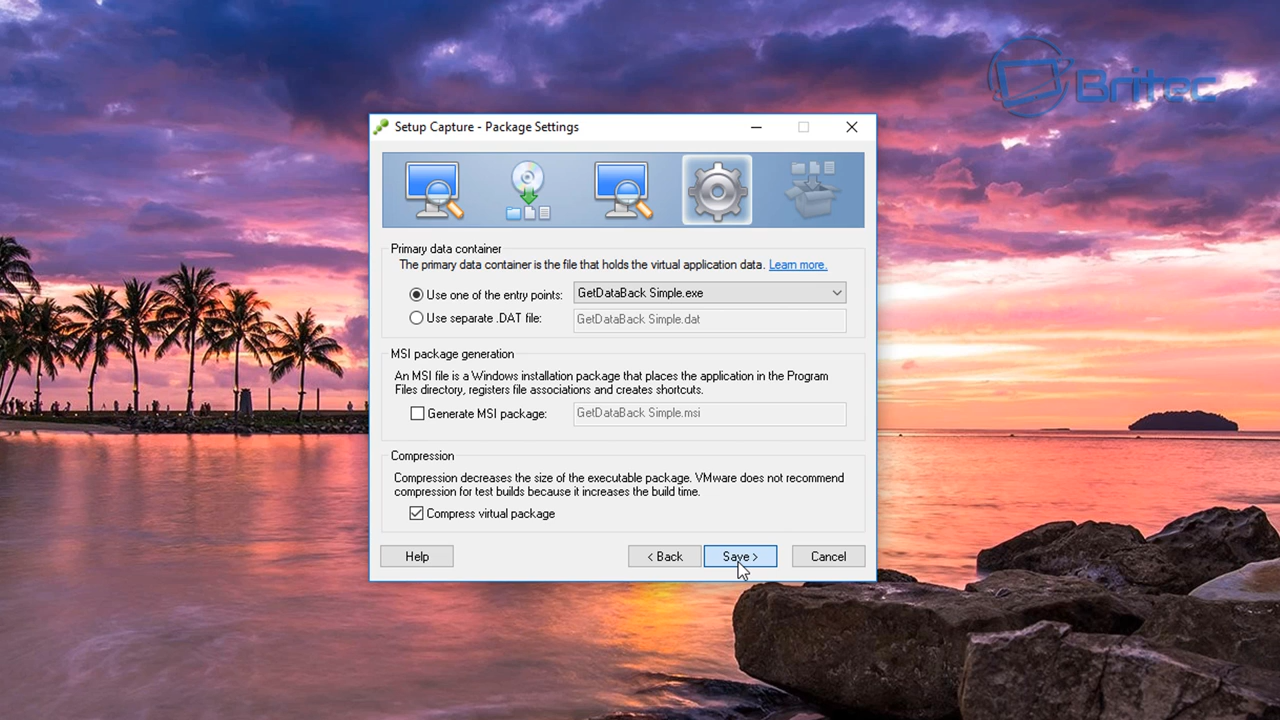 Britec
Setup Capture - Package Settings
Primary data container
The primary data container is the file that holds the virtual application data. Learn more.
Use one of the entry points: GetDataBack Simple.exe
Use separate .DAT file: GetDataBack Simple.dat
MSI package generation
An MSI file is a Windows installation package that places the application in the Program
Files directory, registers file associations and creates shortcuts.
Generate MSI package: GetDataBack Simple.msi
Compression
Compression decreases the size of the executable package. VMware does not recommend
compression for test builds because it increases the build time.
Compress virtual package
Help < Back Save > Cancel